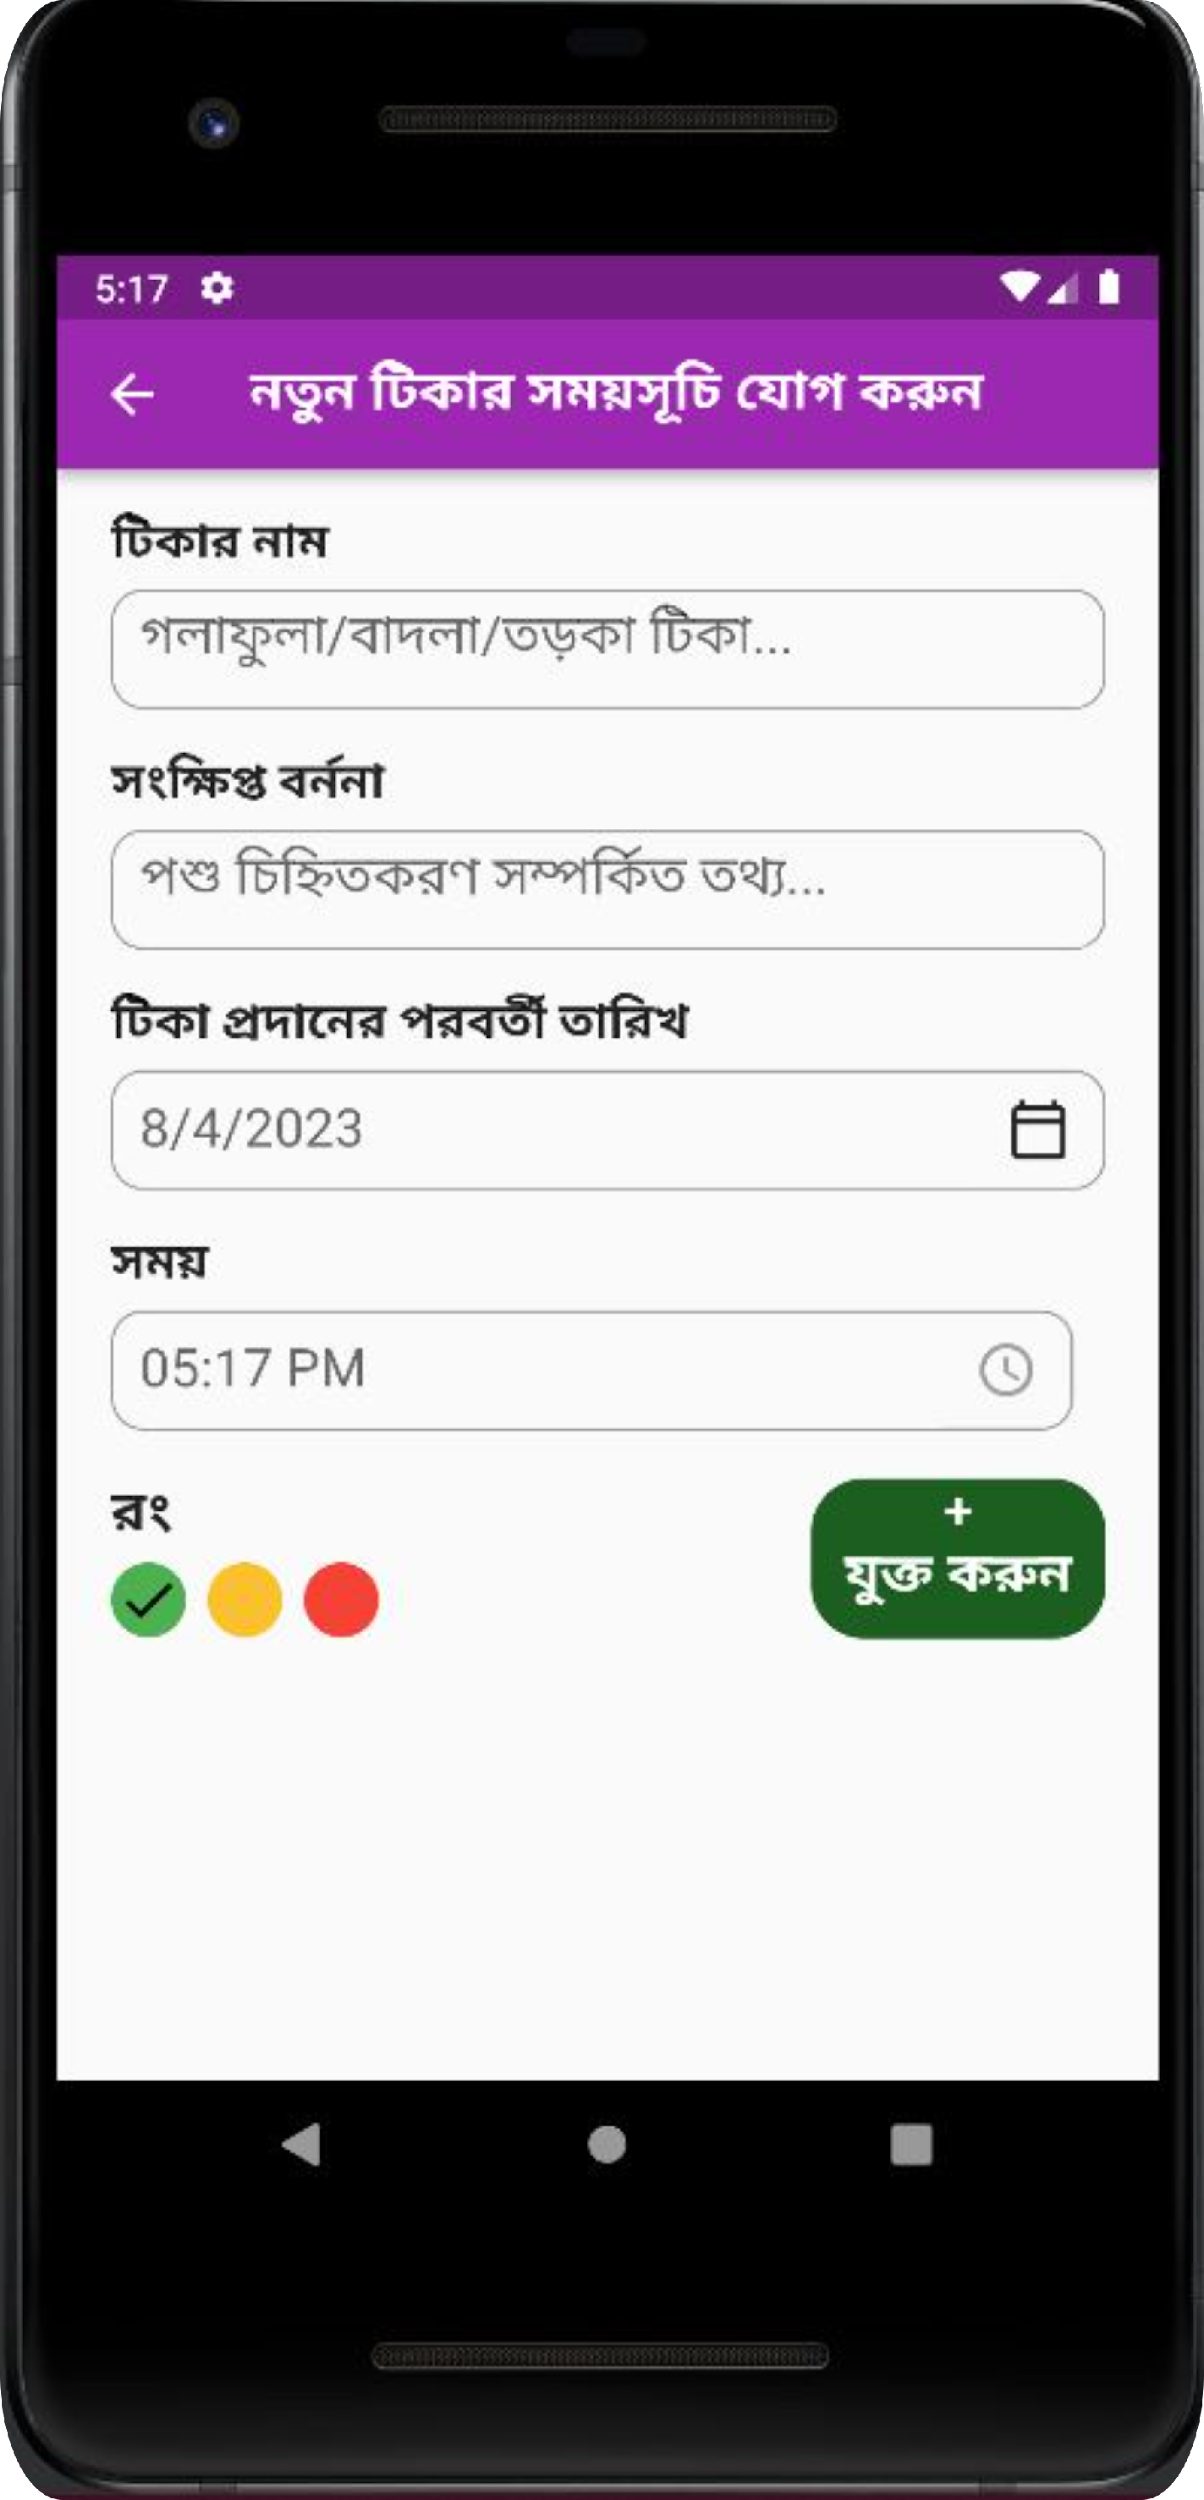 5:17
নতুন টিকার সময়সূচি যোগ করুন
টিকার নাম
গলাফুলা/বাদলা/তড়কা টিকা...
সংক্ষিপ্ত বর্ননা
পশু চিহ্নিতকরণ সম্পর্কিত তথ্য...
টিকা প্রদানের পরবর্তী তারিখ
8/4/2023
সময়
05:17 PM
রং
+
যুক্ত করুন